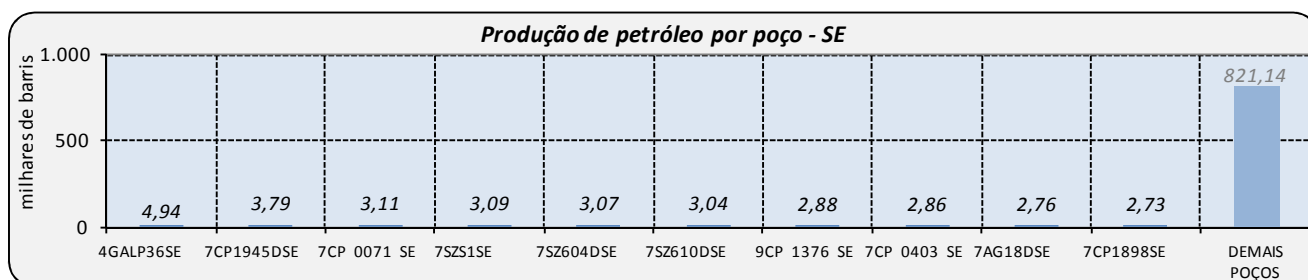 Produção de petróleo por poço - SE
milhares de barris
1.000
500
0
4,94
3,79
3,11
3,09
3,07
3,04
2,88
2,86
2,76
2,73
821,14
4GALP36SE
7CP1945DSE
7CP 0071 SE
7SZS1SE
7SZ604DSE
7SZ610DSE
9CP 1376 SE
7CP 0403 SE
7AG18DSE
7CP1898SE
DEMAIS
POÇOS